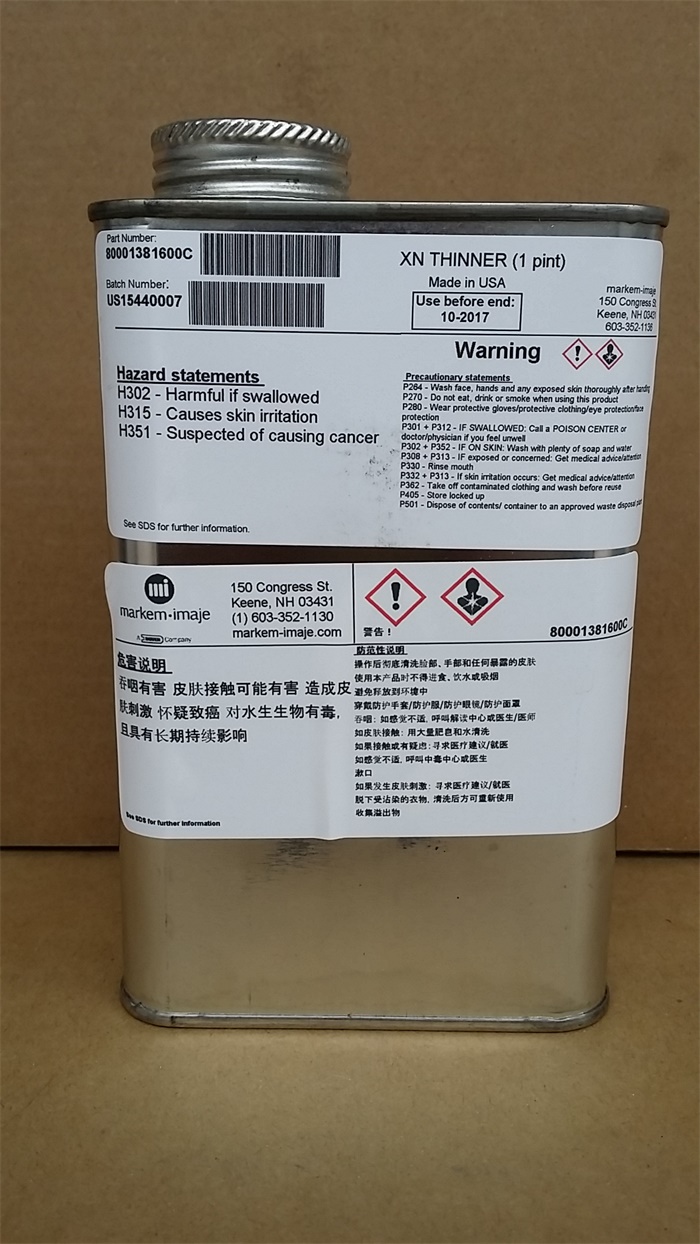 Part Number:
80001381600C
Batch Number:
US15440007
XN THINNER (1 pint)
Made in USA
Use before end:
10-2017
markem-imaje
150 Congress St.
Keene, NH 03431
603-352-1130
Warning
Hazard statements
H302 - Harmful if swallowed
H315 - Causes skin irritation
H351 - Suspected of causing cancer
See SDS for further information.
Precautionary statements
P264 - Wash face, hands and any exposed skin thoroughly after handling
P270 - Do not eat, drink or smoke when using this product
P280 - Wear protective gloves/protective clothing/eye protection/face
protection
P301 + P312 - IF SWALLOWED: Call a POISON CENTER or
doctor/physician if you feel unwell
P302 + P352 - IF ON SKIN: Wash with plenty of soap and water
P308 + P313 - IF exposed or concerned: Get medical advice/attention
P330 - Rinse mouth
P332 + P313 - If skin irritation occurs: Get medical advice/attention
P362 - Take off contaminated clothing and wash before reuse
P405 - Store locked up
P501 - Dispose of contents/ container to an approved waste disposal
mi
markem·imaje
A Company
150 Congress St.
Keene, NH 03431
(1) 603-352-1130
markem-imaje.com
警告！
80001381600C
危害说明
吞咽有害 皮肤接触可能有害 造成皮
肤刺激 怀疑致癌 对水生生物有毒,
且具有长期持续影响
See SDS for further information
防范性说明
操作后彻底清洗脸部、手部和任何暴露的皮肤
使用本产品时不得进食、饮水或吸烟
避免释放到环境中
穿戴防护手套/防护服/防护眼镜/防护面罩
吞咽: 如感觉不适, 呼叫解读中心或医生/医师
如皮肤接触: 用大量肥皂和水清洗
如果接触或有疑虑: 寻求医疗建议/就医
如感觉不适, 呼叫中毒中心或医生
漱口
如果发生皮肤刺激: 寻求医疗建议/就医
脱下受沾染的衣物, 清洗后方可重新使用
收集溢出物